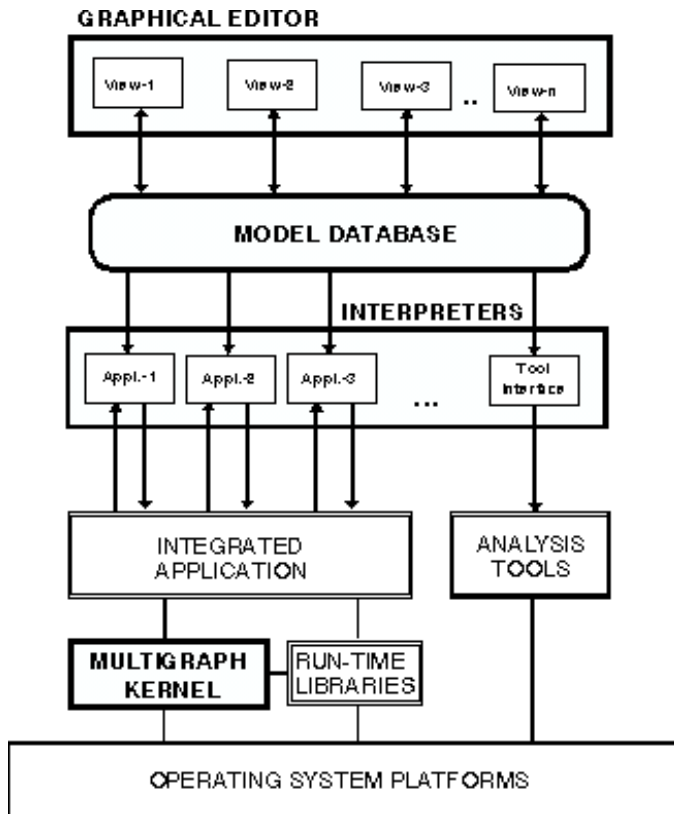 GRAPHICAL EDITOR
View-1
View-2
View-3
..
View-n
MODEL DATABASE
INTERPRETERS
Appl.-1
Appl.-2
Appl.-3
...
Tool
Interface
INTEGRATED
APPLICATION
ANALYSIS
TOOLS
MULTIGRAPH
KERNEL
RUN-TIME
LIBRARIES
OPERATING SYSTEM PLATFORMS